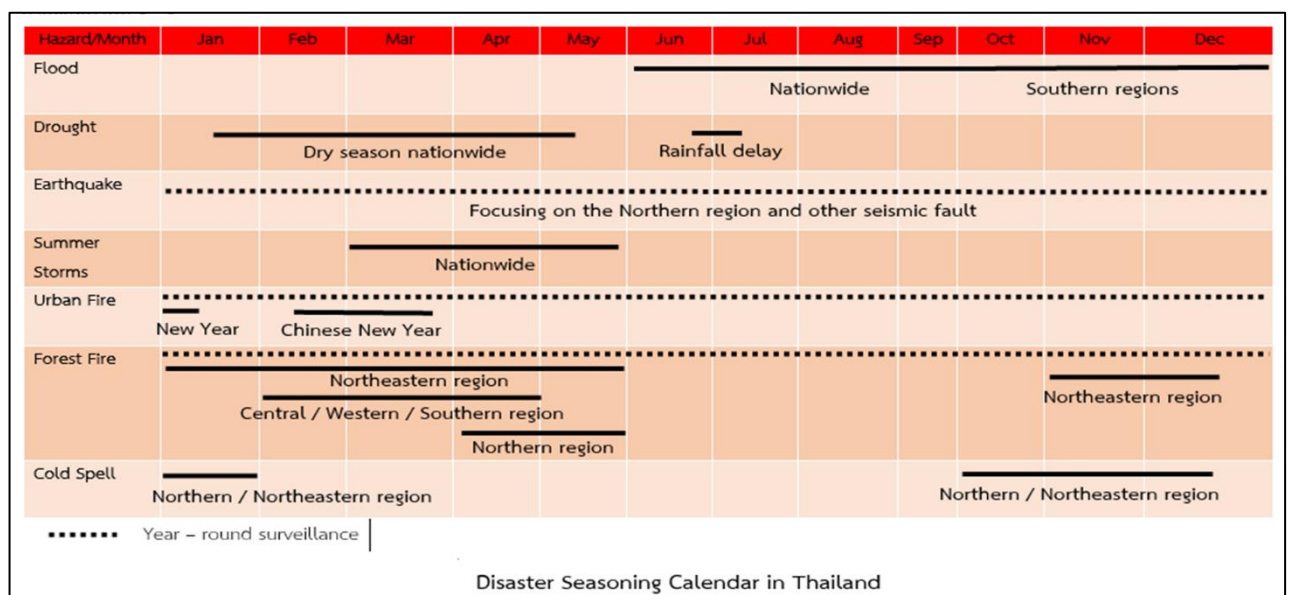 Hazard/Month Jan Feb Mar Apr May Jun Jul Aug Sep Oct Nov Dec
Flood
Nationwide Southern regions
Drought
Dry season nationwide Rainfall delay
Earthquake
Focusing on the Northern region and other seismic fault
Summer
Storms
Nationwide
Urban Fire
New Year Chinese New Year
Forest Fire
Northeastern region
Northeastern region
Central / Western / Southern region
Northern region
Cold Spell
Northern / Northeastern region Northern / Northeastern region
Year – round surveillance
Disaster Seasoning Calendar in Thailand